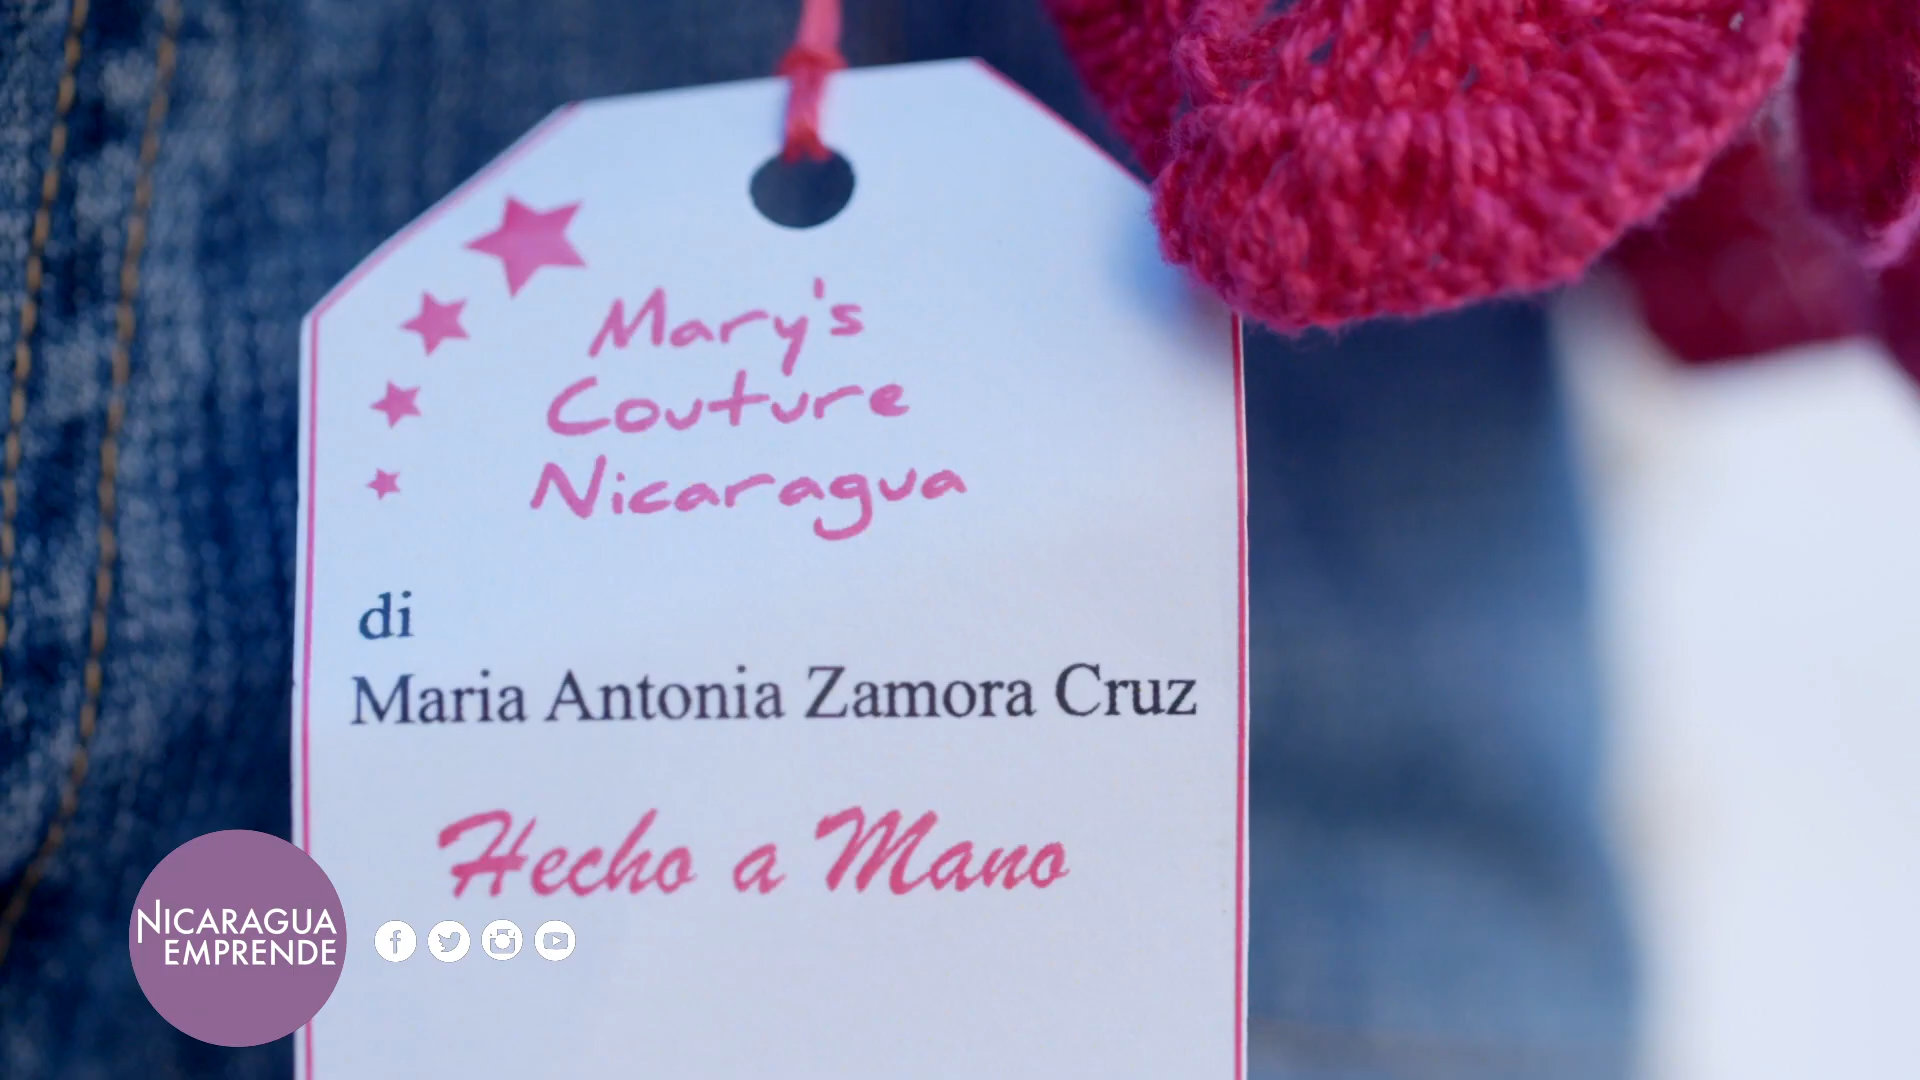 Mary's
Couture
Nicaragua
di
Maria Antonia Zamora Cruz
Hecho a Mano
NICARAGUA
EMPRENDE